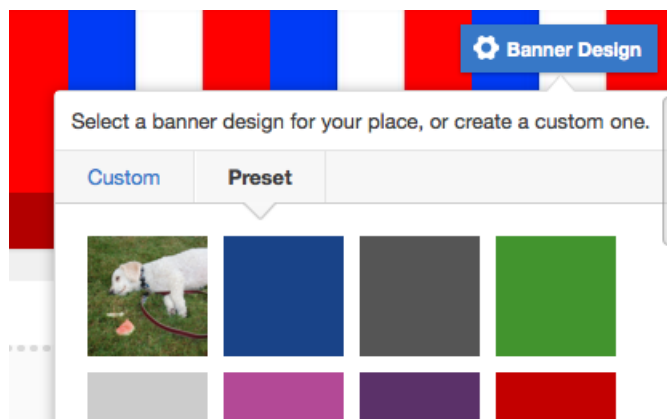 Banner Design
Select a banner design for your place, or create a custom one.
Custom Preset